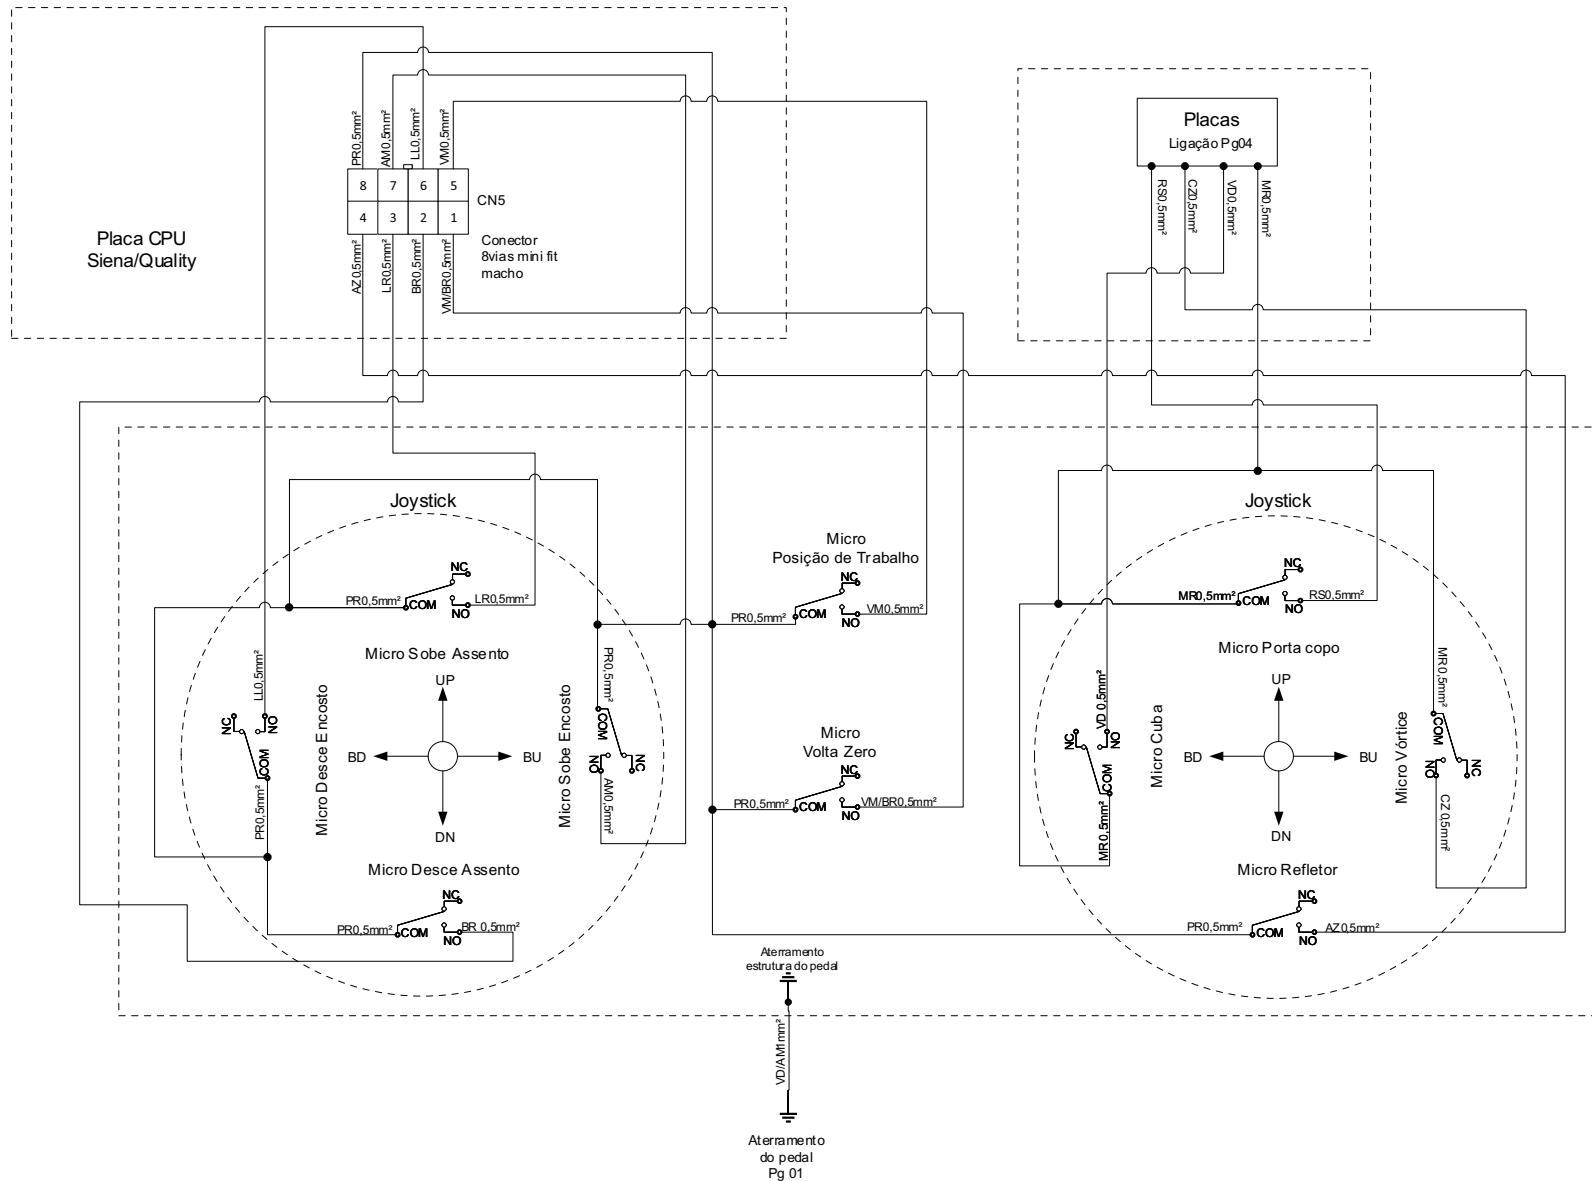 Placa CPU
Siena/Quality
PR0,5mm²
AM0,5mm²
LL0,5mm²
VM0,5mm²
8 7 6 5
4 3 2 1
CN5
Conector
8vias mini fit
macho
AZ0,5mm²
LR0,5mm²
BR0,5mm²
VM/BR0,5mm²
Placas
Ligação Pg04
RS0,5mm²
CZ0,5mm²
VD0,5mm²
MR0,5mm²
Joystick
NC
PR0,5mm²
COM
LR0,5mm²
NO
Micro Sobe Assento
UP
BD
BU
DN
LL0,5mm²
NC
NO
COM
PR0,5mm²
Micro Desce Encosto
Micro Sobe Encosto
PR0,5mm²
COM
NO
NC
AM0,5mm²
Micro Desce Assento
NC
PR0,5mm²
COM
BR 0,5mm²
NO
Micro
Posição de Trabalho
NC
PR0,5mm²
COM
VM0,5mm²
NO
Micro
Volta Zero
NC
PR0,5mm²
COM
VM/BR0,5mm²
NO
Joystick
NC
MR0,5mm²
COM
RS0,5mm²
NO
Micro Porta copo
UP
BD
BU
DN
VD 0,5mm²
NC
NO
COM
MR0,5mm²
Micro Cuba
Micro Vórtice
MR0,5mm²
COM
NO
NC
CZ 0,5mm²
Micro Refletor
NC
PR0,5mm²
COM
AZ0,5mm²
NO
Aterramento
estrutura do pedal
VD/AM1mm²
Aterramento
do pedal
Pg 01